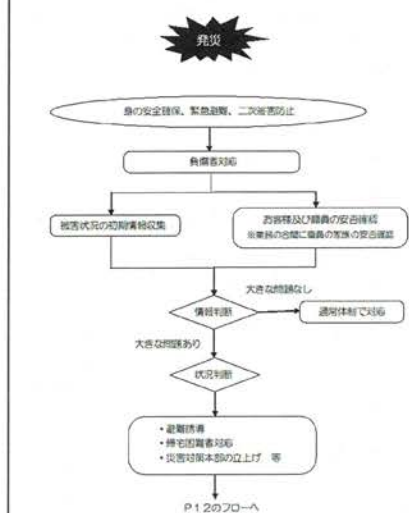 発災
身の安全確保、緊急避難、二次被害防止
負傷者対応
被害状況の初期情報収集
お客様及び職員の安否確認
※業務の合間に職員の家族の安否確認
大きな問題なし
情報判断
通常体制で対応
大きな問題あり
状況判断
・避難誘導
・帰宅困難者対応
・災害対策本部の立上げ 等
P12のフローへ